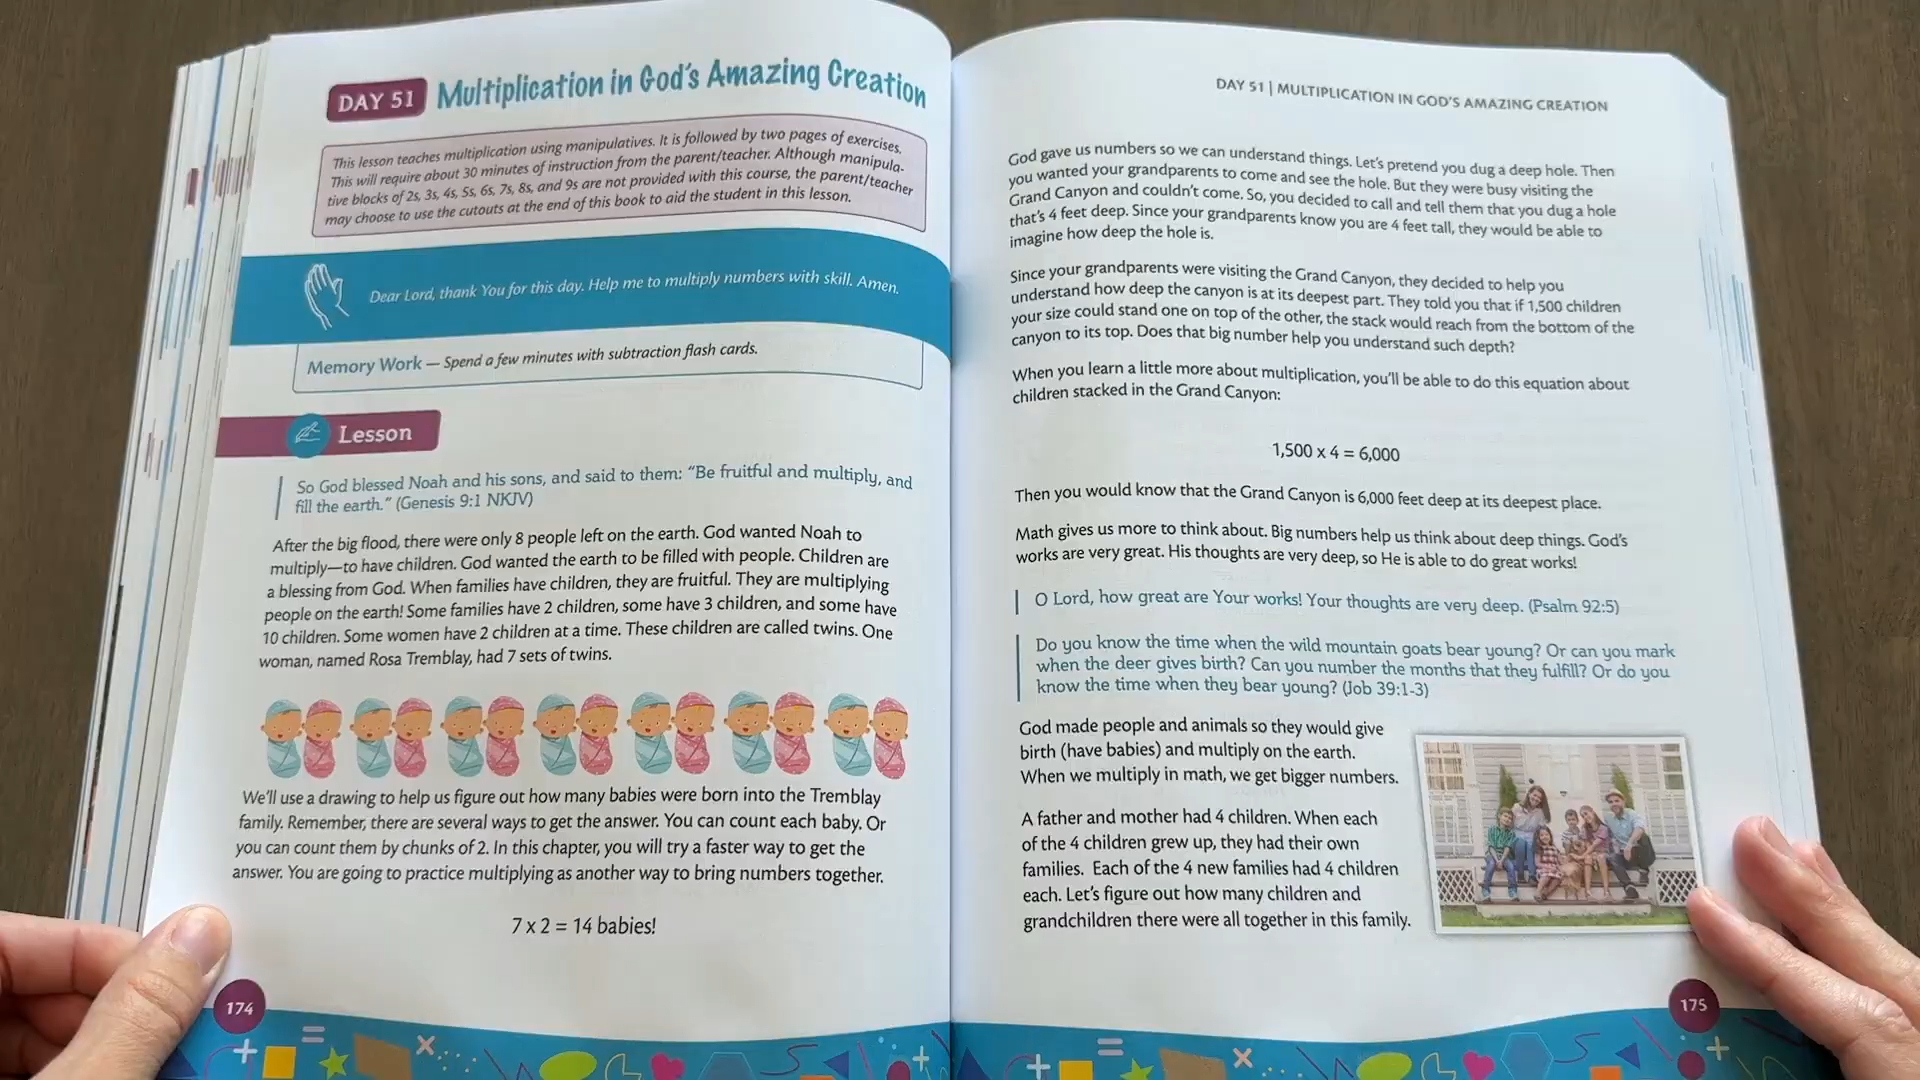 DAY 51 Multiplication in God's Amazing Creation
This lesson teaches multiplication using manipulatives. It is followed by two pages of exercises.
This will require about 30 minutes of instruction from the parent/teacher. Although manipula-
tive blocks of 2s, 3s, 4s, 5s, 6s, 7s, 8s, and 9s are not provided with this course, the parent/teacher
may choose to use the cutouts at the end of this book to aid the student in this lesson.
Dear Lord, thank You for this day. Help me to multiply numbers with skill. Amen.
Memory Work — Spend a few minutes with subtraction flash cards.
Lesson
So God blessed Noah and his sons, and said to them: “Be fruitful and multiply, and
fill the earth.” (Genesis 9:1 NKJV)
After the big flood, there were only 8 people left on the earth. God wanted Noah to
multiply—to have children. God wanted the earth to be filled with people. Children are
a blessing from God. When families have children, they are fruitful. They are multiplying
people on the earth! Some families have 2 children, some have 3 children, and some have
10 children. Some women have 2 children at a time. These children are called twins. One
woman, named Rosa Tremblay, had 7 sets of twins.
We'll use a drawing to help us figure out how many babies were born into the Tremblay
family. Remember, there are several ways to get the answer. You can count each baby. Or
you can count them by chunks of 2. In this chapter, you will try a faster way to get the
answer. You are going to practice multiplying as another way to bring numbers together.
7 x 2 = 14 babies!
174
DAY 51 | MULTIPLICATION IN GOD'S AMAZING CREATION
God gave us numbers so we can understand things. Let's pretend you dug a deep hole. Then
you wanted your grandparents to come and see the hole. But they were busy visiting the
Grand Canyon and couldn't come. So, you decided to call and tell them that you dug a hole
that's 4 feet deep. Since your grandparents know you are 4 feet tall, they would be able to
imagine how deep the hole is.
Since your grandparents were visiting the Grand Canyon, they decided to help you
understand how deep the canyon is at its deepest part. They told you that if 1,500 children
your size could stand one on top of the other, the stack would reach from the bottom of the
canyon to its top. Does that big number help you understand such depth?
When you learn a little more about multiplication, you'll be able to do this equation about
children stacked in the Grand Canyon:
1,500 x 4 = 6,000
Then you would know that the Grand Canyon is 6,000 feet deep at its deepest place.
Math gives us more to think about. Big numbers help us think about deep things. God's
works are very great. His thoughts are very deep, so He is able to do great works!
O Lord, how great are Your works! Your thoughts are very deep. (Psalm 92:5)
Do you know the time when the wild mountain goats bear young? Or can you mark
when the deer gives birth? Can you number the months that they fulfill? Or do you
know the time when they bear young? (Job 39:1-3)
God made people and animals so they would give
birth (have babies) and multiply on the earth.
When we multiply in math, we get bigger numbers.
A father and mother had 4 children. When each
of the 4 children grew up, they had their own
families. Each of the 4 new families had 4 children
each. Let's figure out how many children and
grandchildren there were all together in this family.
175